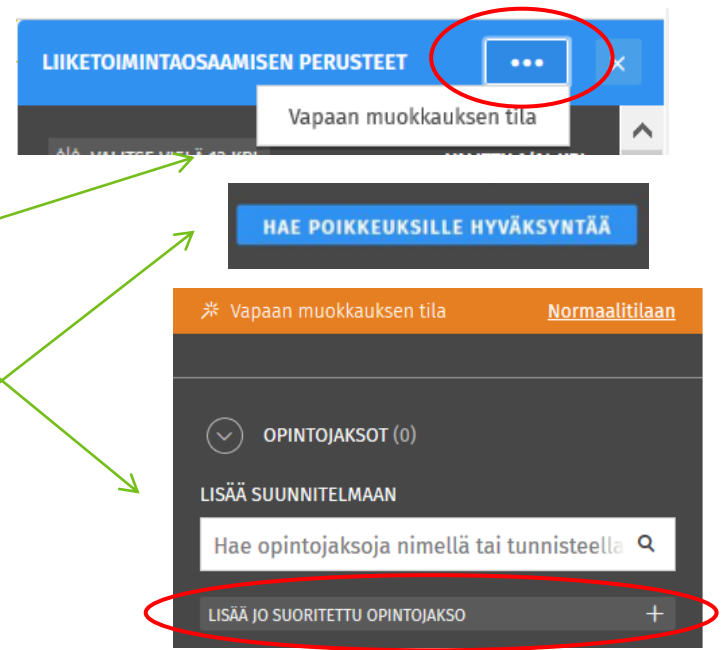 LIIKETOIMINTAOSAAMISEN PERUSTEET
Vapaan muokkauksen tila
HAE POIKKEUKSILLE HYVÄKSYNTÄÄ
Vapaan muokkauksen tila Normaalitilaan
OPINTOJAKSOT (0)
LISÄÄ SUUNNITELMAAN
Hae opintojaksoja nimellä tai tunnisteella
LISÄÄ JO SUORITETTU OPINTOJAKSO +